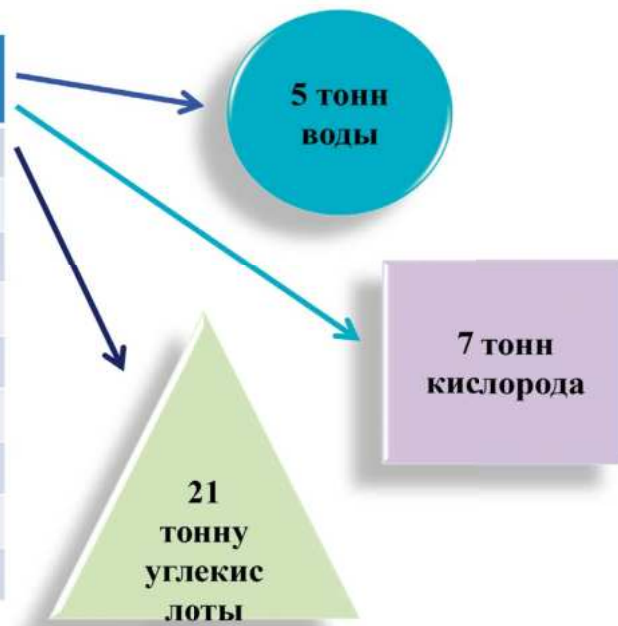 5 тонн
воды
7 тонн
кислорода
21
тонну
углекис
лоты